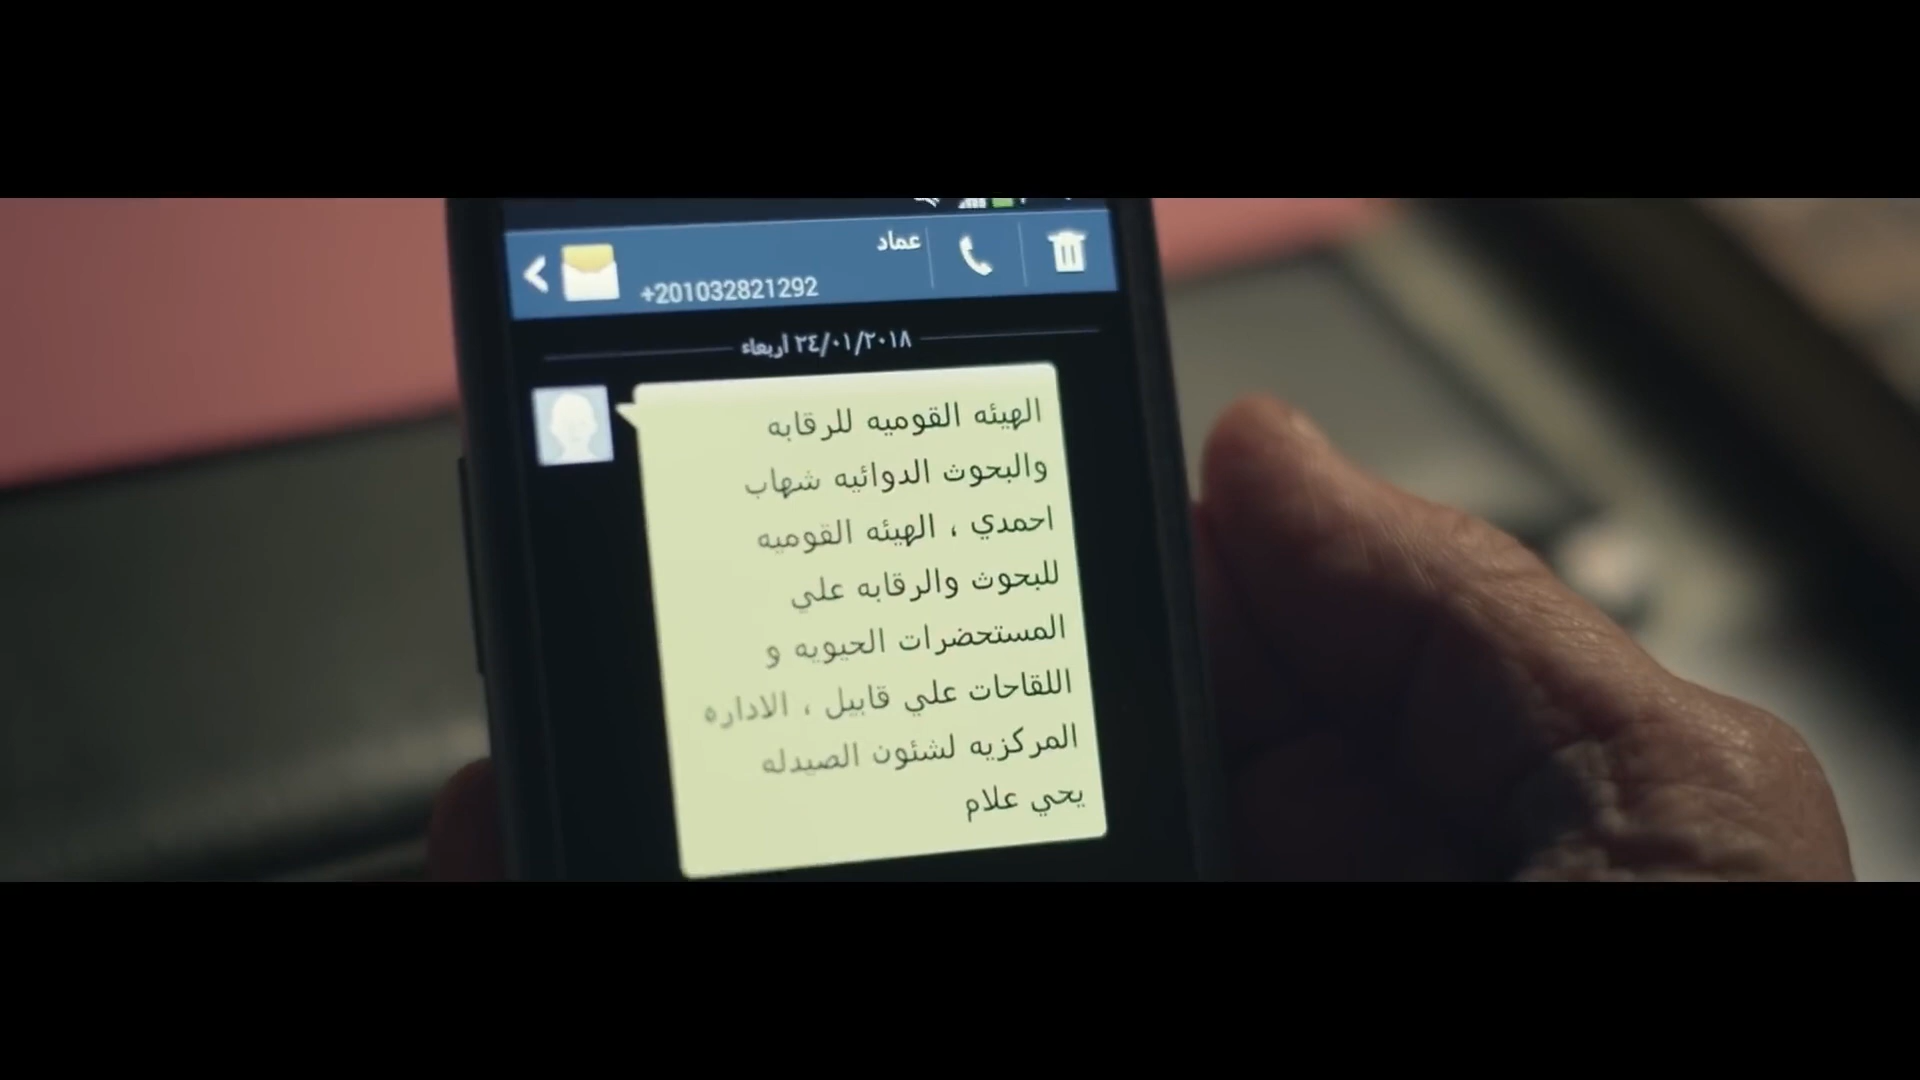 عماد
+201032821292
٢٤/٠١/٢٠١٨ أربعاء
الهيئه القوميه للرقابه
والبحوث الدوائيه شهاب
احمدي ، الهيئه القوميه
للبحوث والرقابه علي
المستحضرات الحيويه و
اللقاحات علي قابيل ، الاداره
المركزيه لشئون الصيدله
يحي علام